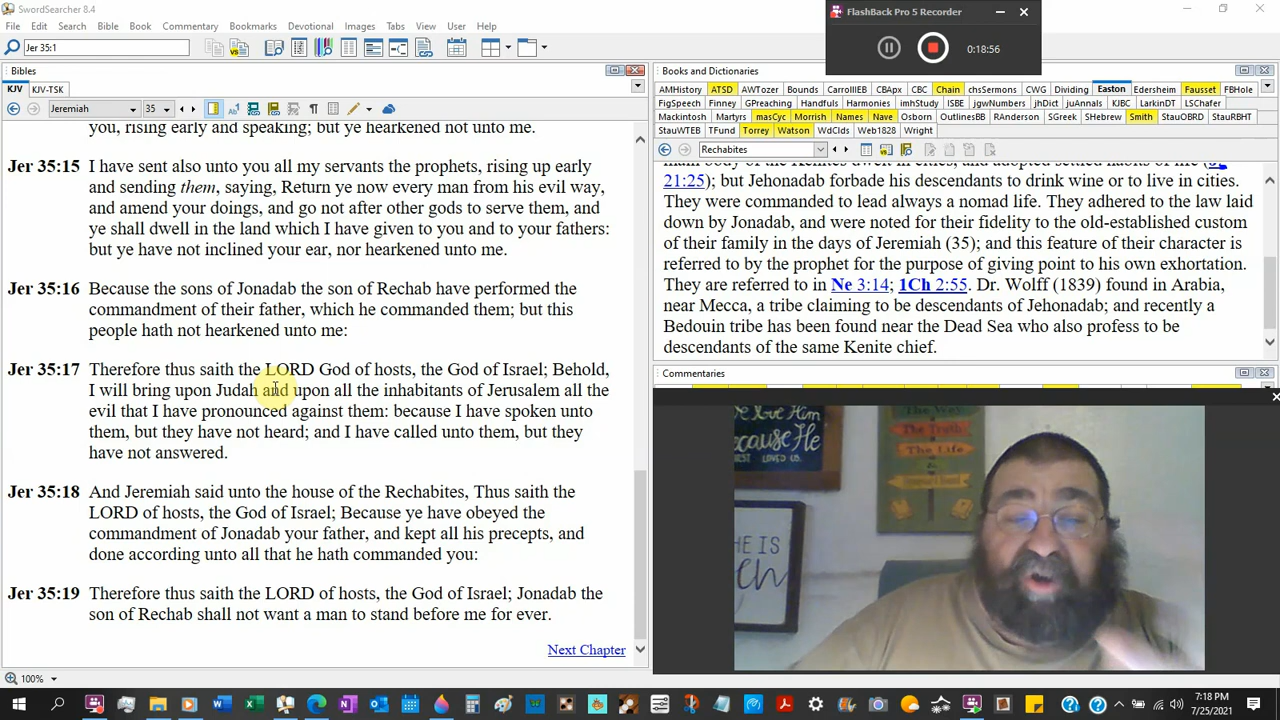 SwordSearcher 8.4
File Edit Search Bible Book Commentary Bookmarks Devotional Images Tabs View User Help
Jer 35:1
FlashBack Pro 5 Recorder
0:18:56
Bibles
KJV KJV-TSK
Jeremiah 35
you, rising early and speaking; but ye hearkened not unto me.
Jer 35:15 I have sent also unto you all my servants the prophets, rising up early
and sending them, saying, Return ye now every man from his evil way,
and amend your doings, and go not after other gods to serve them, and
ye shall dwell in the land which I have given to you and to your fathers:
but ye have not inclined your ear, nor hearkened unto me.
Jer 35:16 Because the sons of Jonadab the son of Rechab have performed the
commandment of their father, which he commanded them; but this
people hath not hearkened unto me:
Jer 35:17 Therefore thus saith the LORD God of hosts, the God of Israel; Behold,
I will bring upon Judah and upon all the inhabitants of Jerusalem all the
evil that I have pronounced against them: because I have spoken unto
them, but they have not heard; and I have called unto them, but they
have not answered.
Jer 35:18 And Jeremiah said unto the house of the Rechabites, Thus saith the
LORD of hosts, the God of Israel; Because ye have obeyed the
commandment of Jonadab your father, and kept all his precepts, and
done according unto all that he hath commanded you:
Jer 35:19 Therefore thus saith the LORD of hosts, the God of Israel; Jonadab the
son of Rechab shall not want a man to stand before me for ever.
Next Chapter
100%
Books and Dictionaries
AMHistory ATSD AWTozer Bounds CarrollIEB CBApx CBC Chain chsSermons CWG Dividing Easton Edersheim Fausset FBHole
FigSpeech Finney GPreaching Handfuls Harmonies imhStudy ISBE jgwNumbers jhDict juAnnals KJBC LarkinDT LSChafer
Mackintosh Martyrs masCyc Morrish Names Nave Osborn OutlinesBB RAnderson SGreek SHebrew Smith StauOBRD StauRBHT
StauWTEB TFund Torrey Watson WdClds Web1828 Wright
Rechabites
21:25); but Jehonadab forbade his descendants to drink wine or to live in cities.
They were commanded to lead always a nomad life. They adhered to the law laid
down by Jonadab, and were noted for their fidelity to the old-established custom
of their family in the days of Jeremiah (35); and this feature of their character is
referred to by the prophet for the purpose of giving point to his own exhortation.
They are referred to in Ne 3:14; 1Ch 2:55. Dr. Wolff (1839) found in Arabia,
near Mecca, a tribe claiming to be descendants of Jehonadab; and recently a
Bedouin tribe has been found near the Dead Sea who also profess to be
descendants of the same Kenite chief.
Commentaries
we love Him
because He
FIRST LOVED US
The Way
The Truth
The Life
HE IS
7:18 PM
7/25/2021